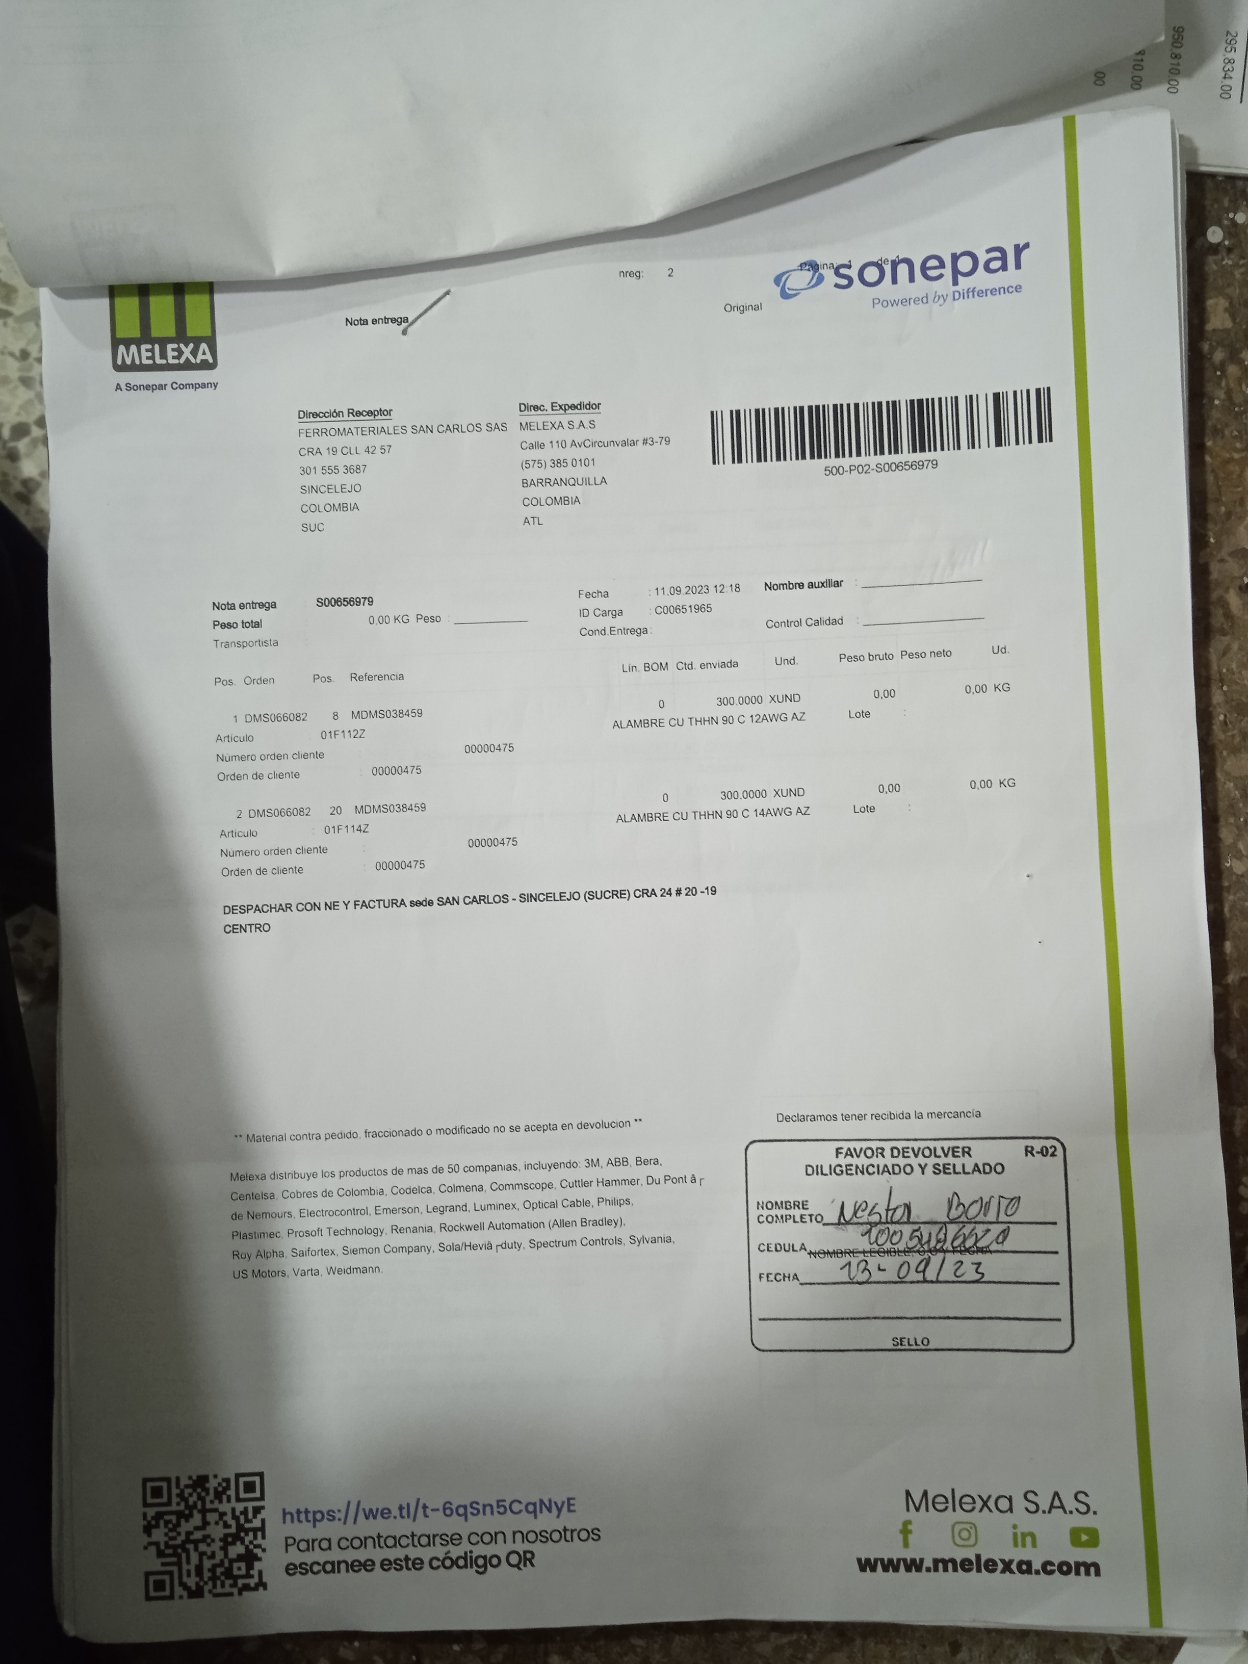 295.834.00
950.810.00
810.00
00
nreg: 2
Página 1 de 1
sonepar
Powered by Difference
Original
Nota entrega
MELEXA
A Sonepar Company
Dirección Receptor
FERROMATERIALES SAN CARLOS SAS
CRA 19 CLL 42 57
301 555 3687
SINCELEJO
COLOMBIA
SUC
Direc. Expedidor
MELEXA S.A.S
Calle 110 AvCircunvalar #3-79
(575) 385 0101
BARRANQUILLA
COLOMBIA
ATL
500-P02-S00656979
Nota entrega : S00656979
Peso total 0,00 KG Peso :
Transportista :
Fecha : 11.09.2023 12:18
ID Carga : C00651965
Cond.Entrega:
Nombre auxiliar :
Control Calidad :
Pos. Orden Pos. Referencia Lin. BOM Ctd. enviada Und. Peso bruto Peso neto Ud.
1 DMS066082 8 MDMS038459 0 300.0000 XUND 0,00 0,00 KG
Artículo : 01F112Z ALAMBRE CU THHN 90 C 12AWG AZ Lote :
Número orden cliente : 00000475
Orden de cliente : 00000475
2 DMS066082 20 MDMS038459 0 300.0000 XUND 0,00 0,00 KG
Artículo : 01F114Z ALAMBRE CU THHN 90 C 14AWG AZ Lote :
Número orden cliente : 00000475
Orden de cliente : 00000475
DESPACHAR CON NE Y FACTURA sede SAN CARLOS - SINCELEJO (SUCRE) CRA 24 # 20 -19
CENTRO
** Material contra pedido, fraccionado o modificado no se acepta en devolucion **
Melexa distribuye los productos de mas de 50 companias, incluyendo: 3M, ABB, Bera,
Centelsa, Cobres de Colombia, Codelca, Colmena, Commscope, Cuttler Hammer, Du Pont â┌
de Nemours, Electrocontrol, Emerson, Legrand, Luminex, Optical Cable, Philips,
Plastimec, Prosoft Technology, Renania, Rockwell Automation (Allen Bradley),
Roy Alpha, Saifortex, Siemon Company, Sola/Heviâ┌duty, Spectrum Controls, Sylvania,
US Motors, Varta, Weidmann.
Declaramos tener recibida la mercancía
FAVOR DEVOLVER R-02
DILIGENCIADO Y SELLADO
NOMBRE
COMPLETO Nestor Borro
CEDULA 1005486620
FECHA 13-09/23
SELLO
https://we.tl/t-6qSn5CqNyE
Para contactarse con nosotros
escanee este código QR
Melexa S.A.S.
www.melexa.com